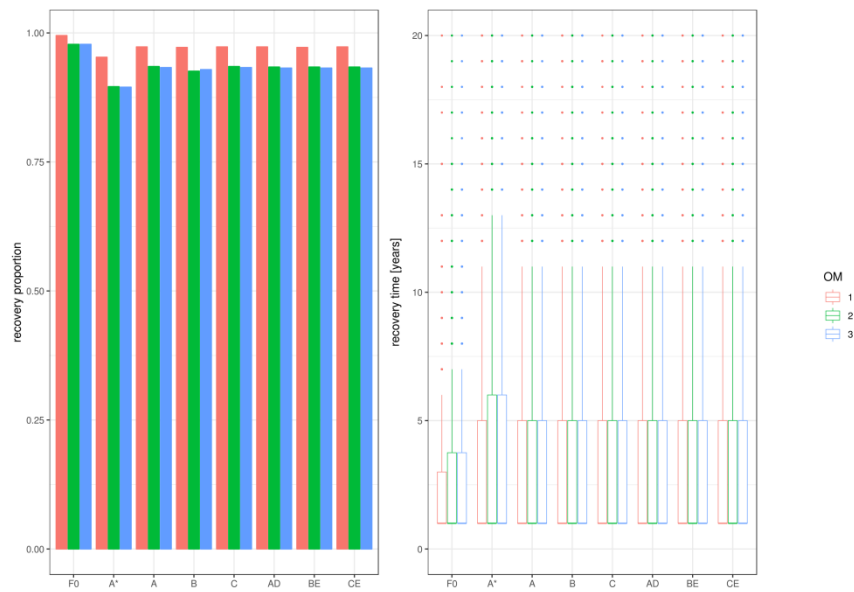 recovery proportion
1.00
0.75
0.50
0.25
0.00
F0 A* A B C AD BE CE
recovery time [years]
20
15
10
5
0
F0 A* A B C AD BE CE
OM
1
2
3